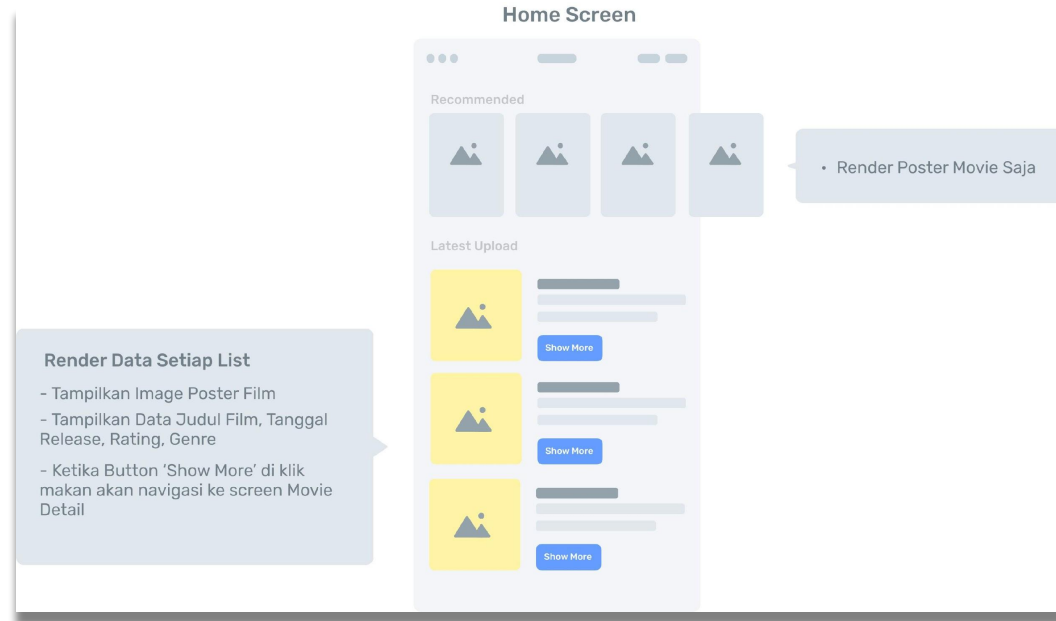 Home Screen
Recommended
• Render Poster Movie Saja
Latest Upload
Show More
Show More
Show More
Render Data Setiap List
- Tampilkan Image Poster Film
- Tampilkan Data Judul Film, Tanggal
Release, Rating, Genre
- Ketika Button ‘Show More’ di klik
makan akan navigasi ke screen Movie
Detail